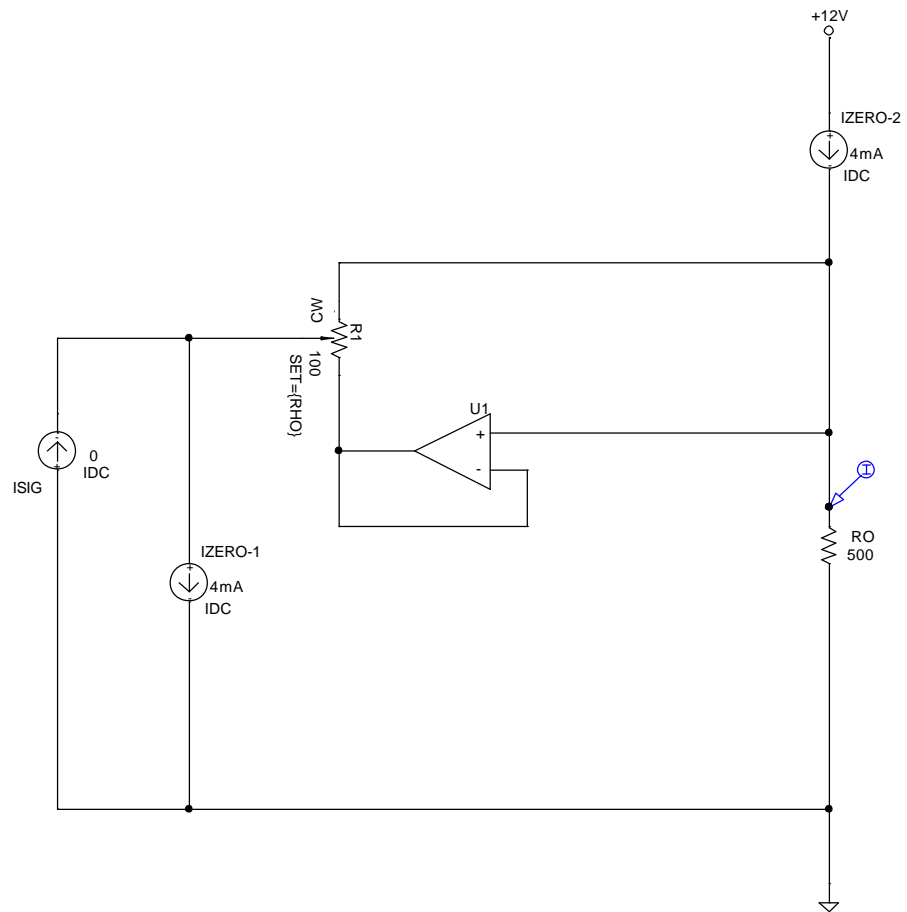 +12V
IZERO-2
+
4mA
-
IDC
CW
R1
100
SET={RHO}
U1
+
-
I
-
0
+
IDC
ISIG
RO
500
IZERO-1
+
4mA
-
IDC